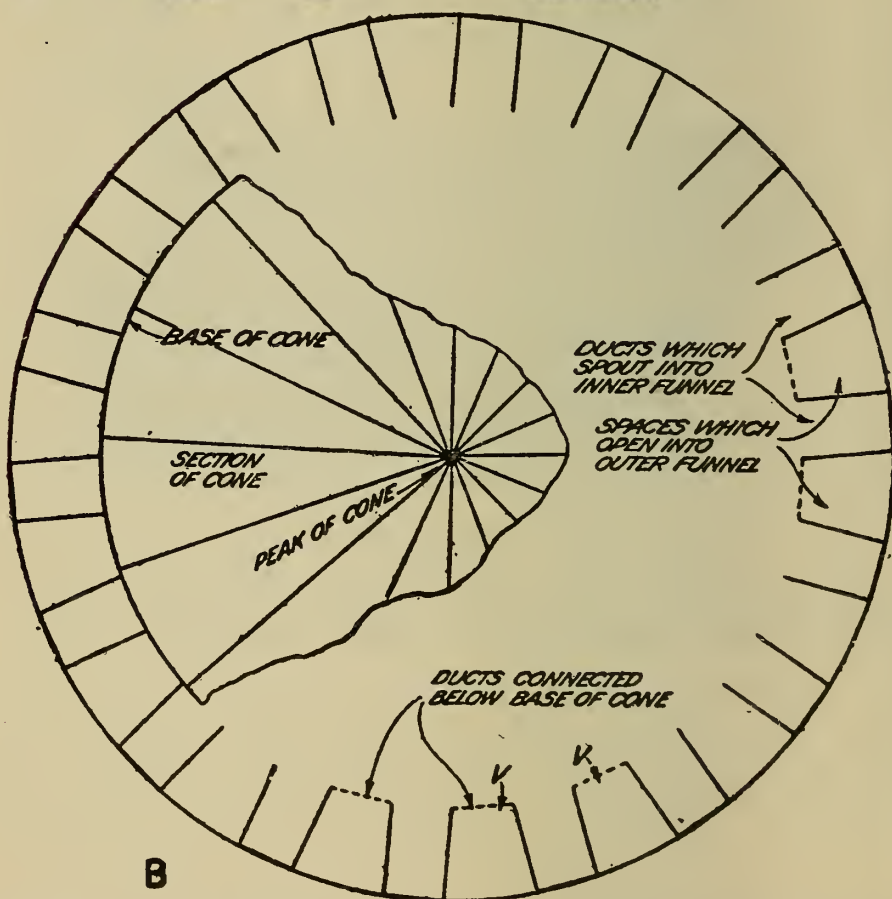 BASE OF CONE
DUCTS WHICH
SPOUT INTO
INNER FUNNEL
SPACES WHICH
OPEN INTO
OUTER FUNNEL
SECTION
OF CONE
PEAK OF CONE
DUCTS CONNECTED
BELOW BASE OF CONE
V
V
B